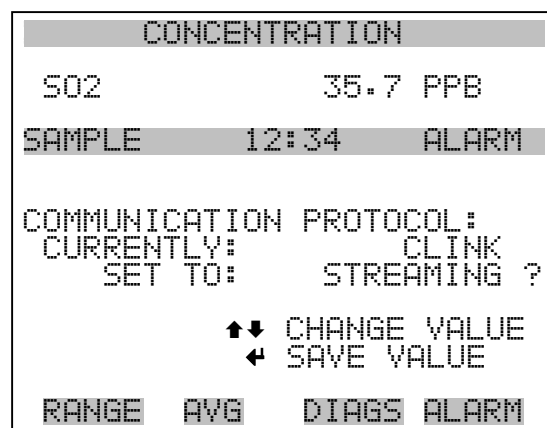 CONCENTRATION
SO2 35.7 PPB
SAMPLE 12:34 ALARM
COMMUNICATION PROTOCOL:
CURRENTLY: CLINK
SET TO: STREAMING ?
CHANGE VALUE
SAVE VALUE
RANGE AVG DIAGS ALARM